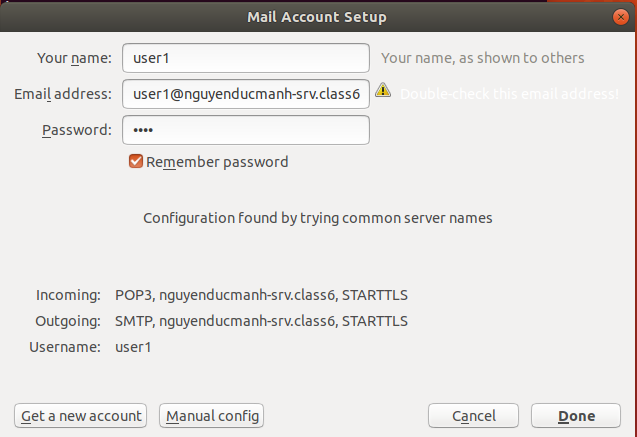 Mail Account Setup
Your name: user1 Your name, as shown to others
Email address: user1@nguyenducmanh-srv.class6 Double-check this email address!
Password: ••••
Remember password
Configuration found by trying common server names
Incoming: POP3, nguyenducmanh-srv.class6, STARTTLS
Outgoing: SMTP, nguyenducmanh-srv.class6, STARTTLS
Username: user1
Get a new account Manual config Cancel Done